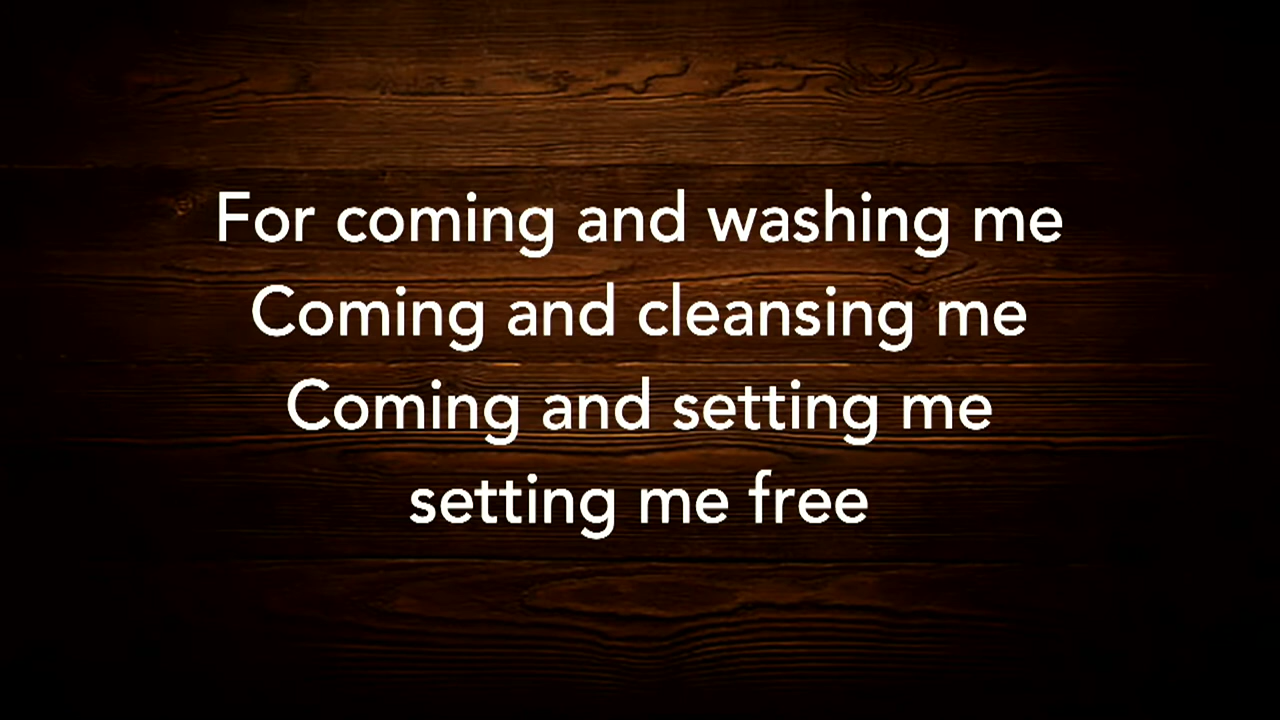 For coming and washing me
Coming and cleansing me
Coming and setting me
setting me free